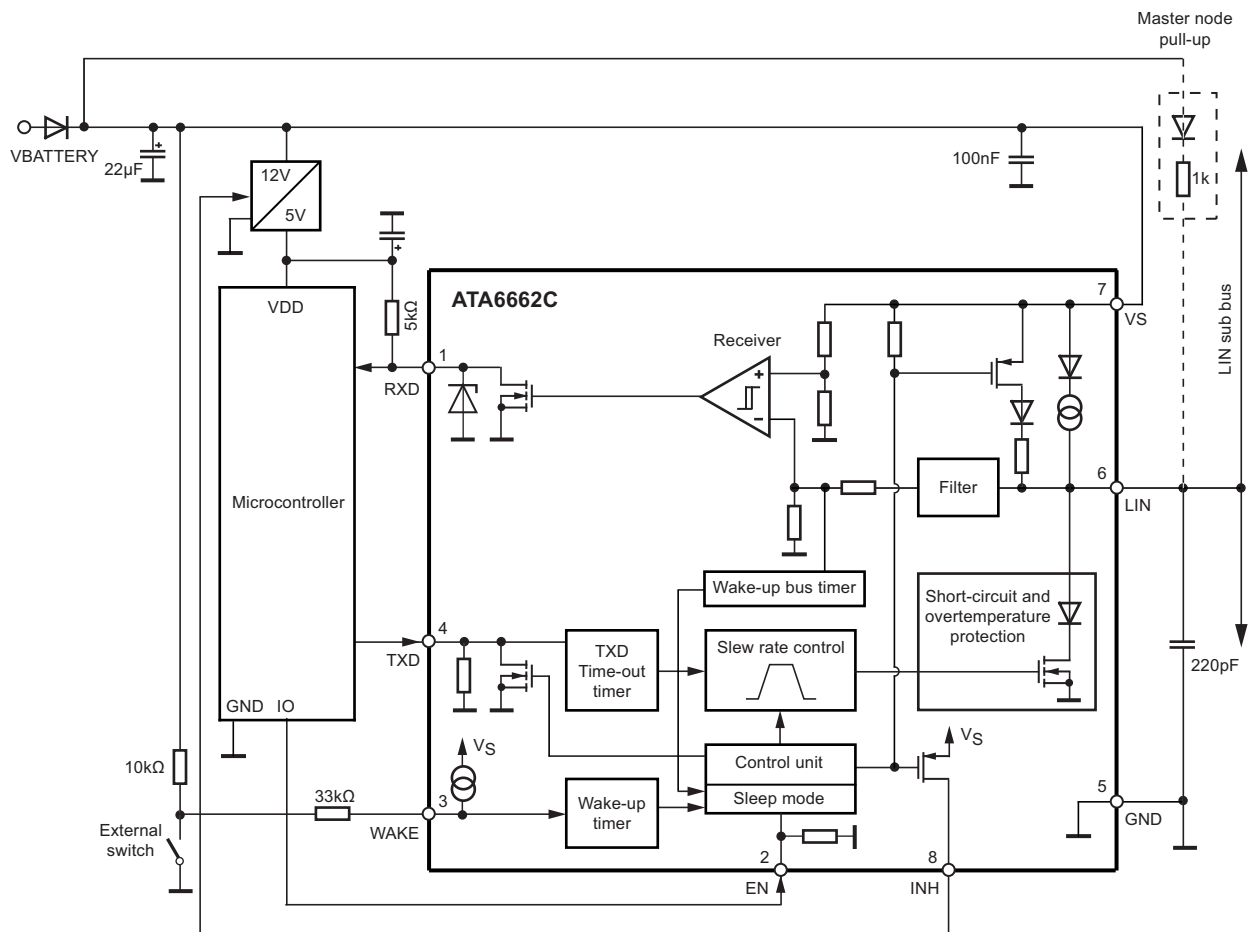 Master node
pull-up
VBATTERY
22µF
+
12V
5V
100nF
1k
LIN sub bus
+
VDD
5kΩ
ATA6662C
7
VS
Receiver
+
−
1
RXD
Microcontroller
Filter
6
LIN
Wake-up bus timer
Short-circuit and
overtemperature
protection
4
TXD
TXD
Time-out
timer
Slew rate control
220pF
GND
IO
VS
VS
10kΩ
33kΩ
3
WAKE
Wake-up
timer
Control unit
Sleep mode
5
GND
External
switch
2
EN
8
INH